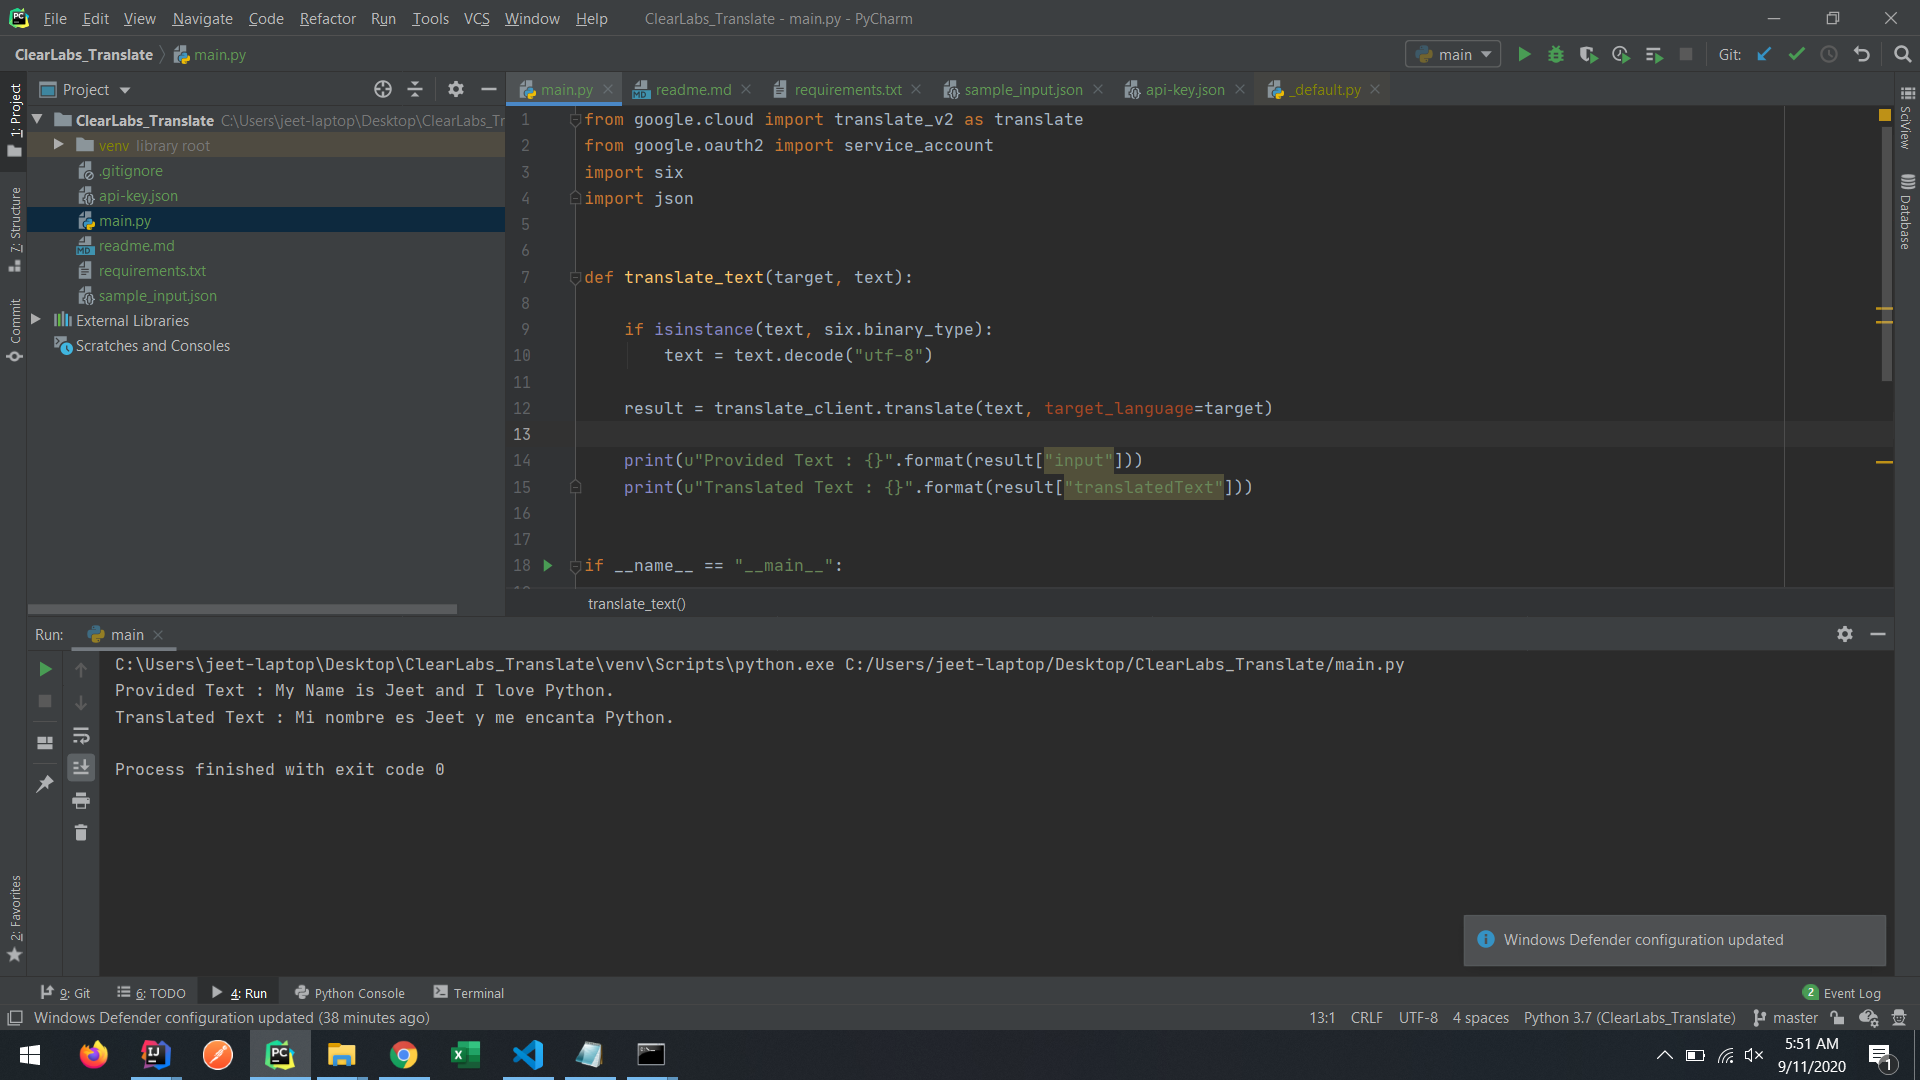 File Edit View Navigate Code Refactor Run Tools VCS Window Help ClearLabs_Translate - main.py - PyCharm
ClearLabs_Translate main.py main Git:
Project
main.py readme.md requirements.txt sample_input.json api-key.json _default.py
1: Project
7: Structure
Commit
2: Favorites
SciView
Database
ClearLabs_Translate C:\Users\jeet-laptop\Desktop\ClearLabs_Tr
venv library root
.gitignore
api-key.json
main.py
readme.md
requirements.txt
sample_input.json
External Libraries
Scratches and Consoles
1 from google.cloud import translate_v2 as translate
2 from google.oauth2 import service_account
3 import six
4 import json
5
6
7 def translate_text(target, text):
8
9 if isinstance(text, six.binary_type):
10 text = text.decode("utf-8")
11
12 result = translate_client.translate(text, target_language=target)
13
14 print(u"Provided Text : {}".format(result["input"]))
15 print(u"Translated Text : {}".format(result["translatedText"]))
16
17
18 if __name__ == "__main__":
translate_text()
Run: main
C:\Users\jeet-laptop\Desktop\ClearLabs_Translate\venv\Scripts\python.exe C:/Users/jeet-laptop/Desktop/ClearLabs_Translate/main.py
Provided Text : My Name is Jeet and I love Python.
Translated Text : Mi nombre es Jeet y me encanta Python.
Process finished with exit code 0
Windows Defender configuration updated
9: Git 6: TODO 4: Run Python Console Terminal 2 Event Log
Windows Defender configuration updated (38 minutes ago) 13:1 CRLF UTF-8 4 spaces Python 3.7 (ClearLabs_Translate) master
5:51 AM
9/11/2020
1